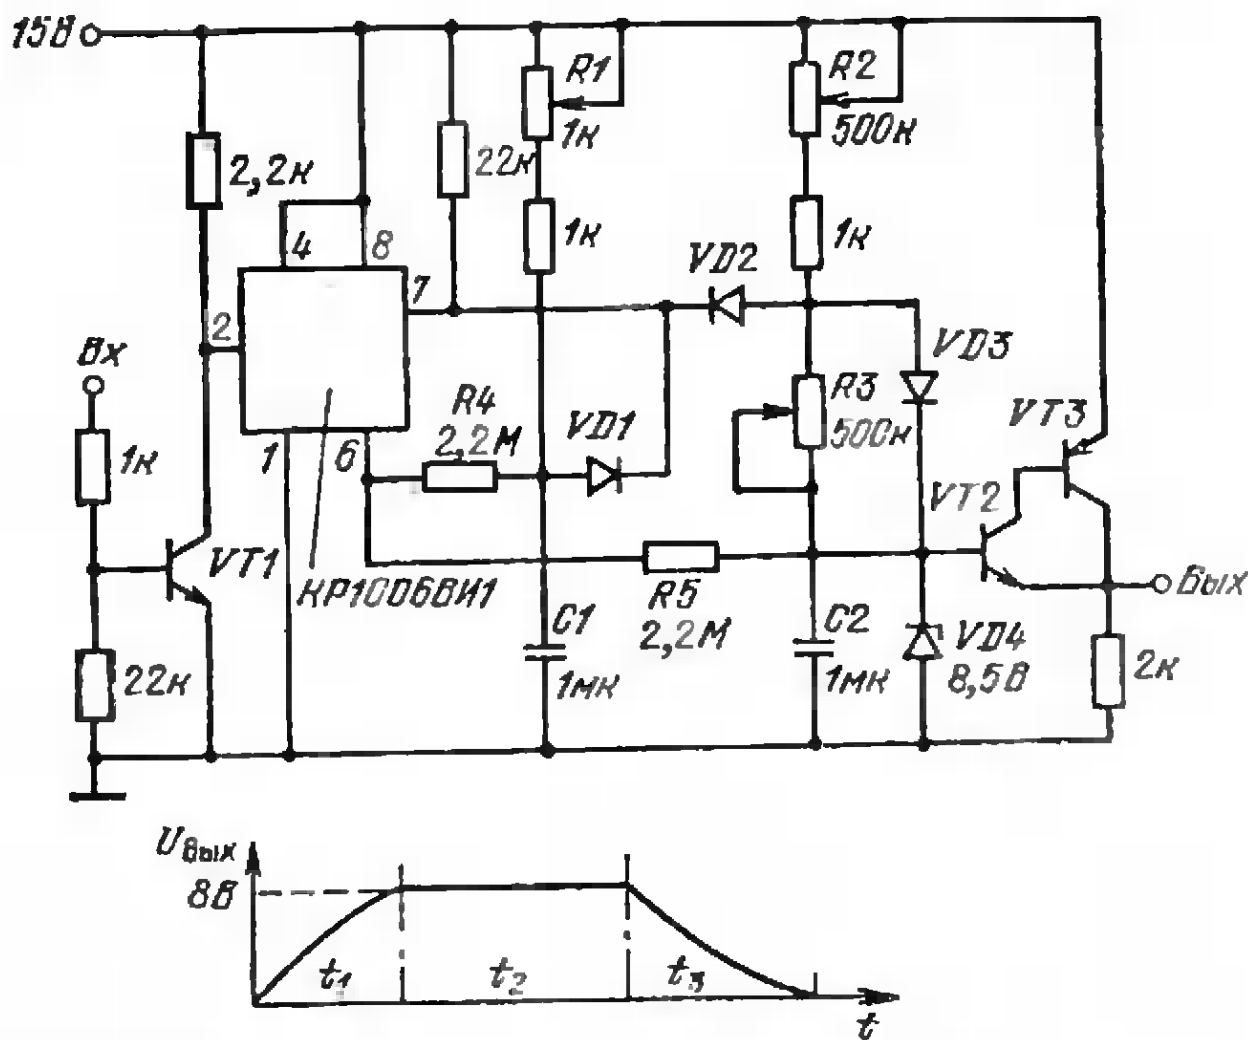 15В
R1
1к
R2
500к
2,2к
22к
1к
1к
4
8
7
2
VD2
VD3
Вх
R4
2,2М
VD1
R3
500к
VT3
1к
1
6
VT2
VT1
КР1006ВИ1
R5
2,2М
C1
1мк
C2
1мк
VD4
8,5В
Вых
22к
2к
Uвых
8В
t1
t2
t3
t